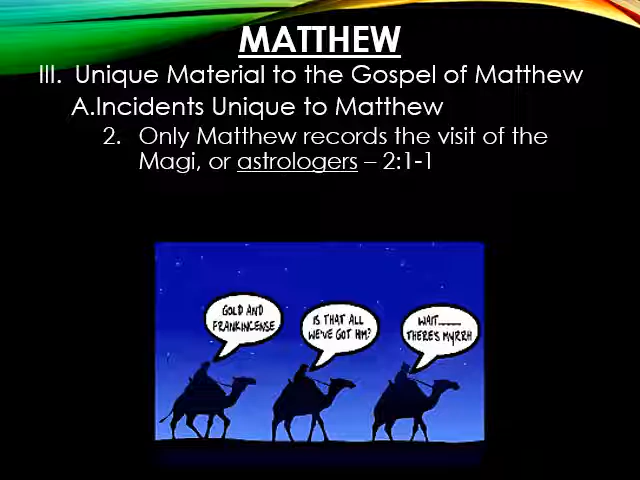 MATTHEW
III. Unique Material to the Gospel of Matthew
A.Incidents Unique to Matthew
2. Only Matthew records the visit of the
Magi, or astrologers – 2:1-1
GOLD AND
FRANKINCENSE
IS THAT ALL
WE'VE GOT HIM?
WAIT........
THERE'S MYRRH